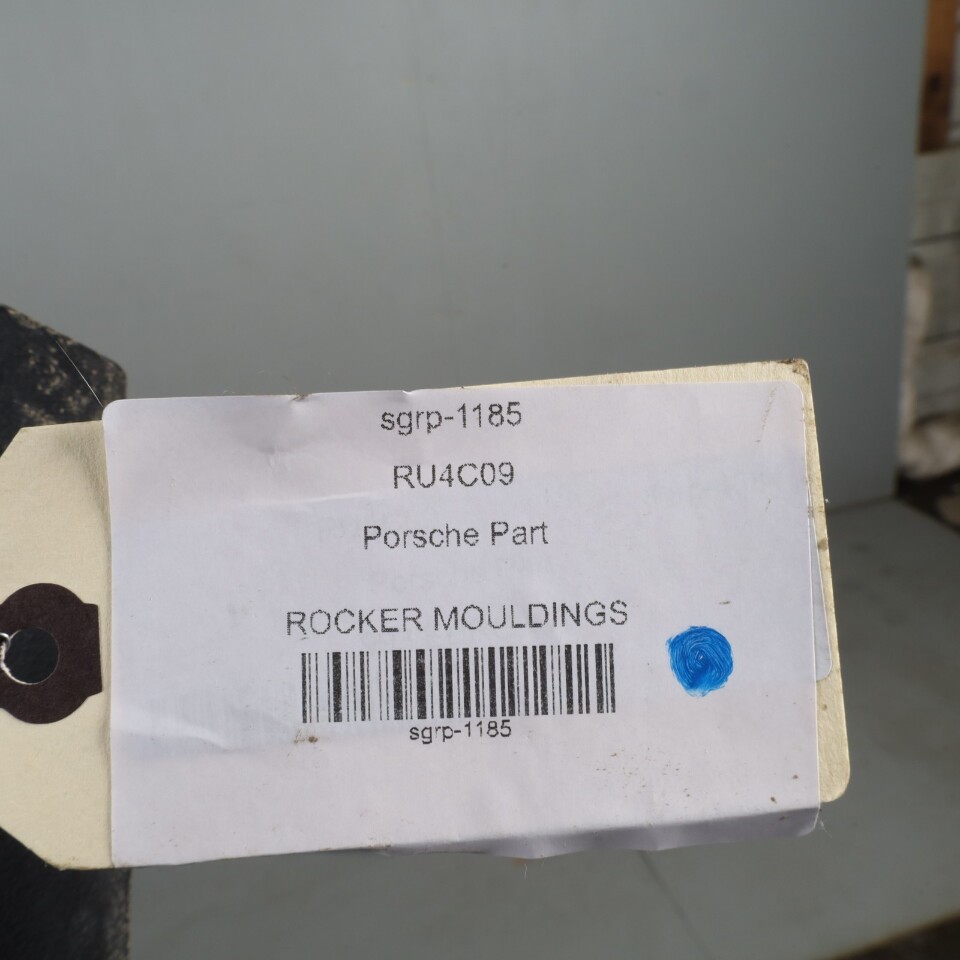 sgrp-1185
RU4C09
Porsche Part
ROCKER MOULDINGS
sgrp-1185